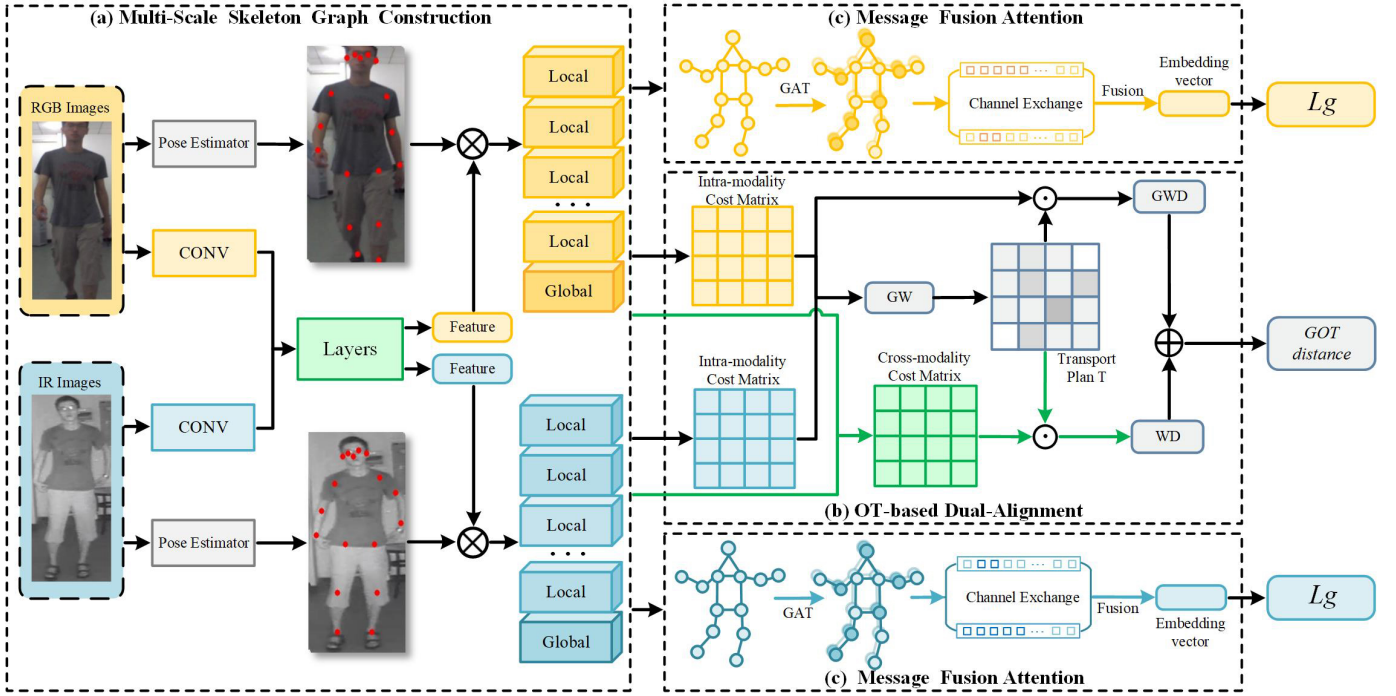 (a) Multi-Scale Skeleton Graph Construction
RGB Images
Pose Estimator
CONV
Layers
Feature
Feature
IR Images
CONV
Pose Estimator
Local
Local
Local
...
Local
Global
Local
Local
Local
...
Local
Global
(c) Message Fusion Attention
GAT
Channel Exchange
...
...
Fusion
Embedding
vector
Lg
Intra-modality
Cost Matrix
GW
GWD
Transport
Plan T
Intra-modality
Cost Matrix
Cross-modality
Cost Matrix
WD
GOT
distance
(b) OT-based Dual-Alignment
GAT
...
Channel Exchange
...
Fusion
Embedding
vector
Lg
(c) Message Fusion Attention